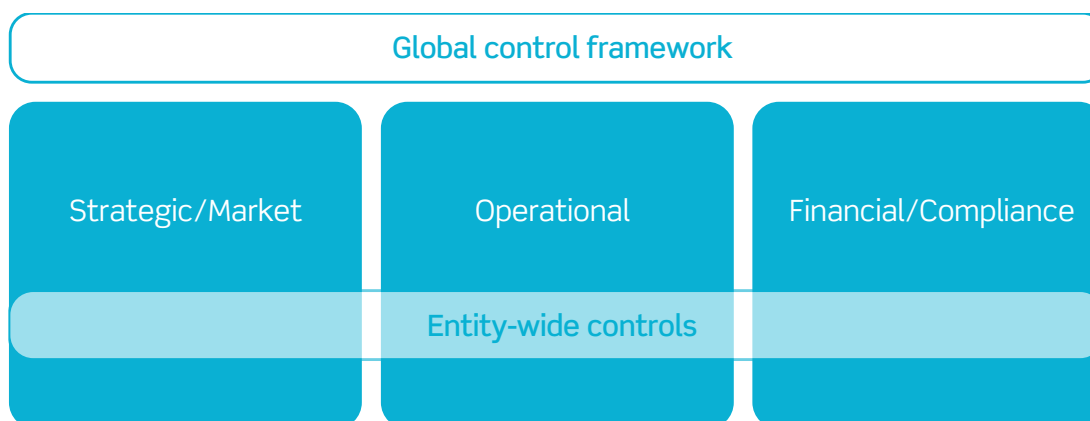 Global control framework
Strategic/Market
Operational
Financial/Compliance
Entity-wide controls